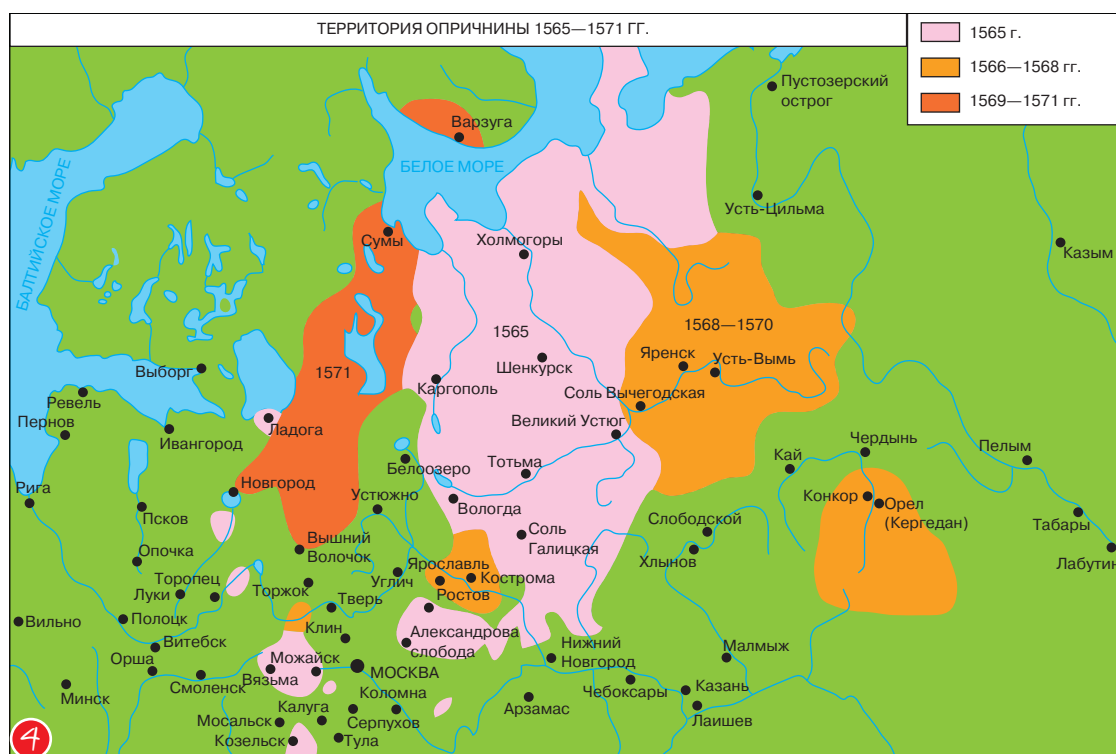 ТЕРРИТОРИЯ ОПРИЧНИНЫ 1565—1571 ГГ.
1565 г.
1566—1568 гг.
1569—1571 гг.
Пустозерский
острог
Варзуга
БЕЛОЕ МОРЕ
БАЛТИЙСКОЕ МОРЕ
Усть-Цильма
Сумы
Холмогоры
Казым
1565
1568—1570
Шенкурск
Яренск
Усть-Вымь
Выборг
1571
Каргополь
Соль Вычегодская
Ревель
Пернов
Ивангород
Ладога
Великий Устюг
Чердынь
Пелым
Белоозеро
Тотьма
Кай
Рига
Новгород
Устюжно
Вологда
Конкор
Орел
(Кергедан)
Псков
Слободской
Табары
Вышний
Волочок
Соль
Галицкая
Хлынов
Лабутин
Опочка
Ярославль
Торопец
Углич
Кострома
Луки
Торжок
Ростов
Тверь
Вильно
Полоцк
Клин
Александрова
слобода
Витебск
Нижний
Новгород
Малмыж
Орша
Можайск
МОСКВА
Вязьма
Минск
Смоленск
Коломна
Чебоксары
Казань
Калуга
Арзамас
Лаишев
Мосальск
Серпухов
Козельск
Тула
4